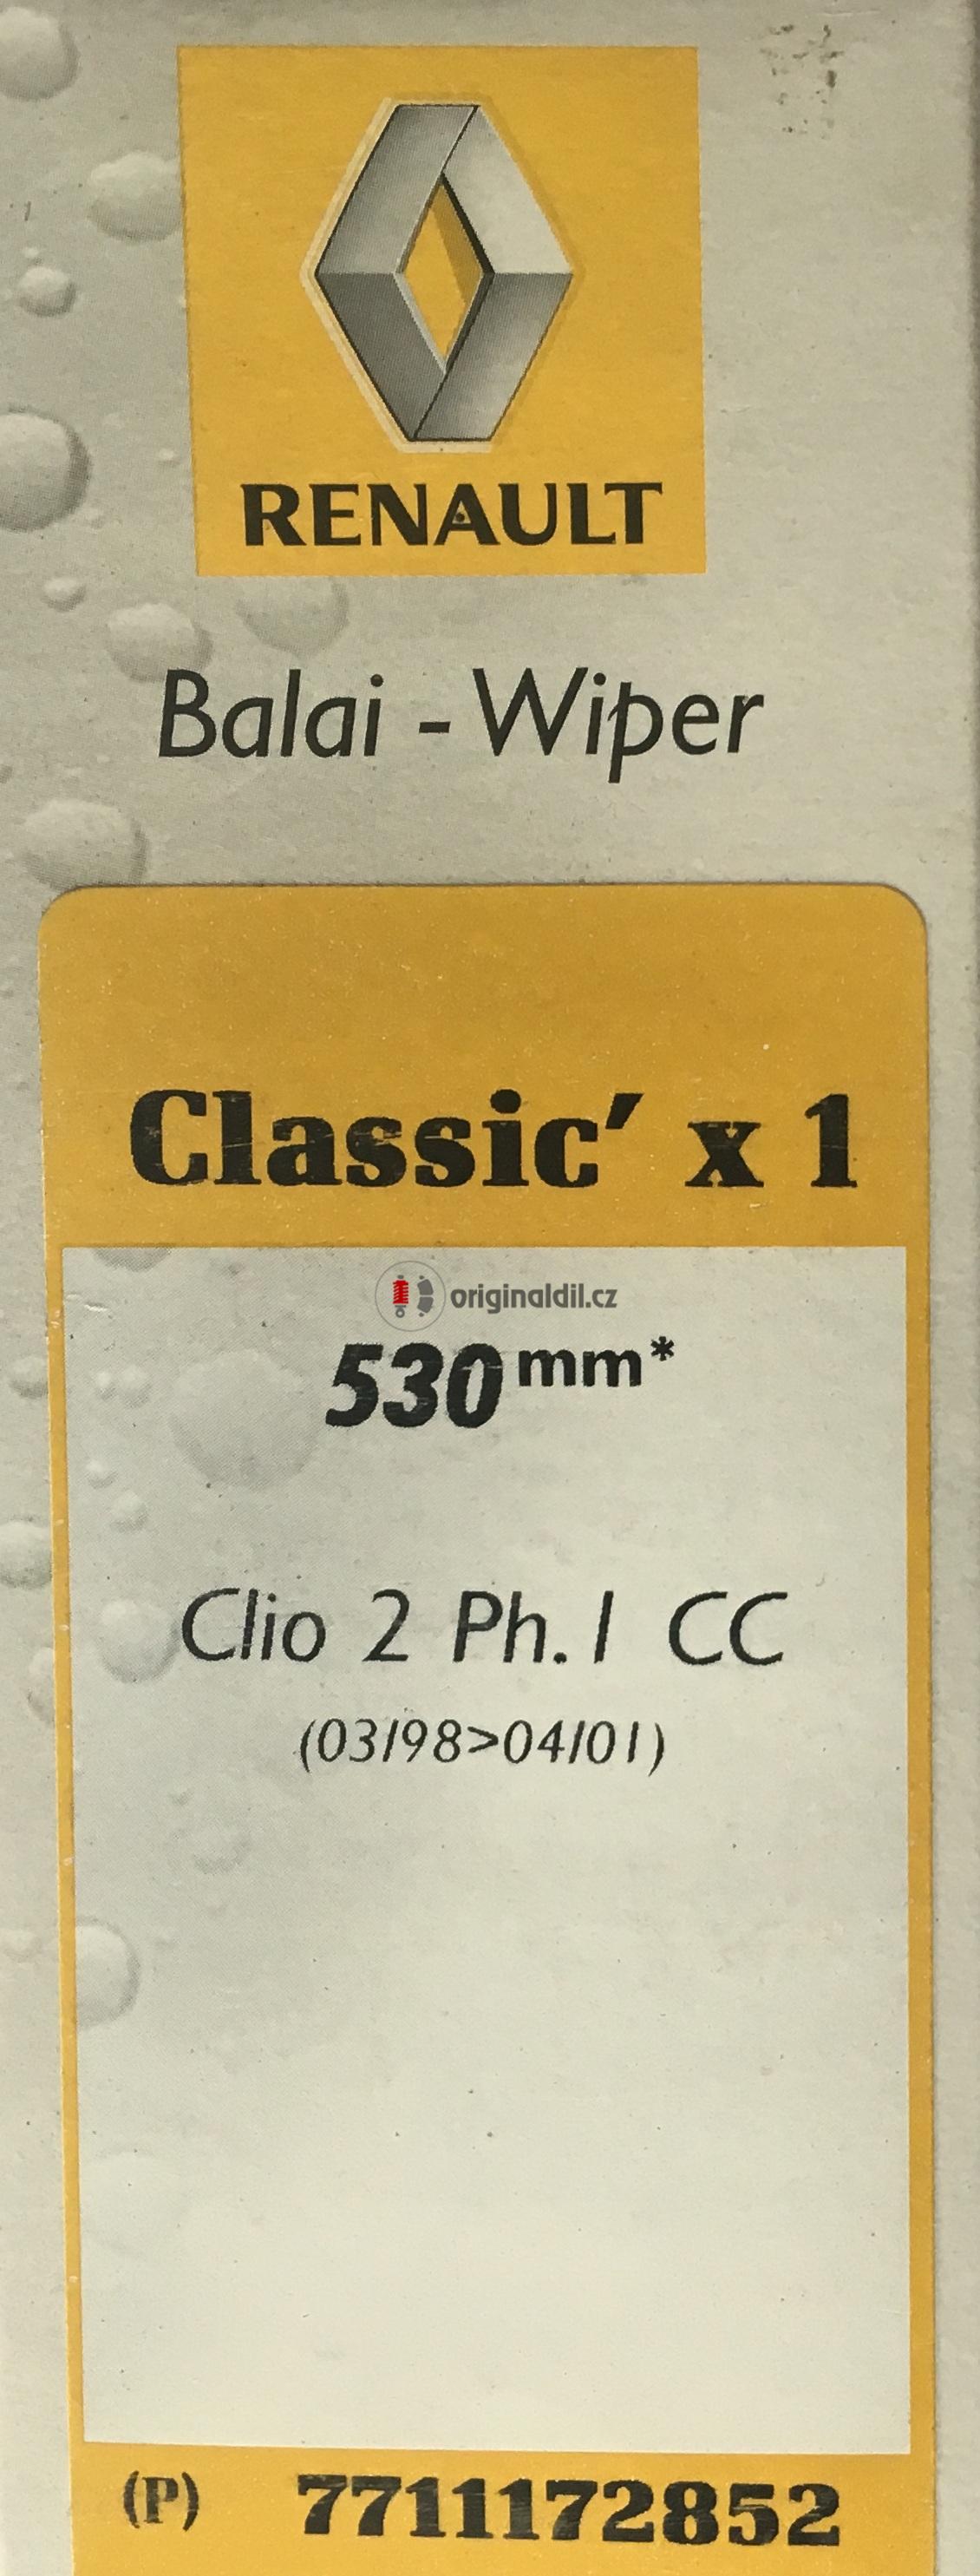 RENAULT
Balai - Wiper
Classic' x 1
originaldil.cz
530 mm*
Clio 2 Ph. 1 CC
(03/98>04/01)
(P) 7711172852